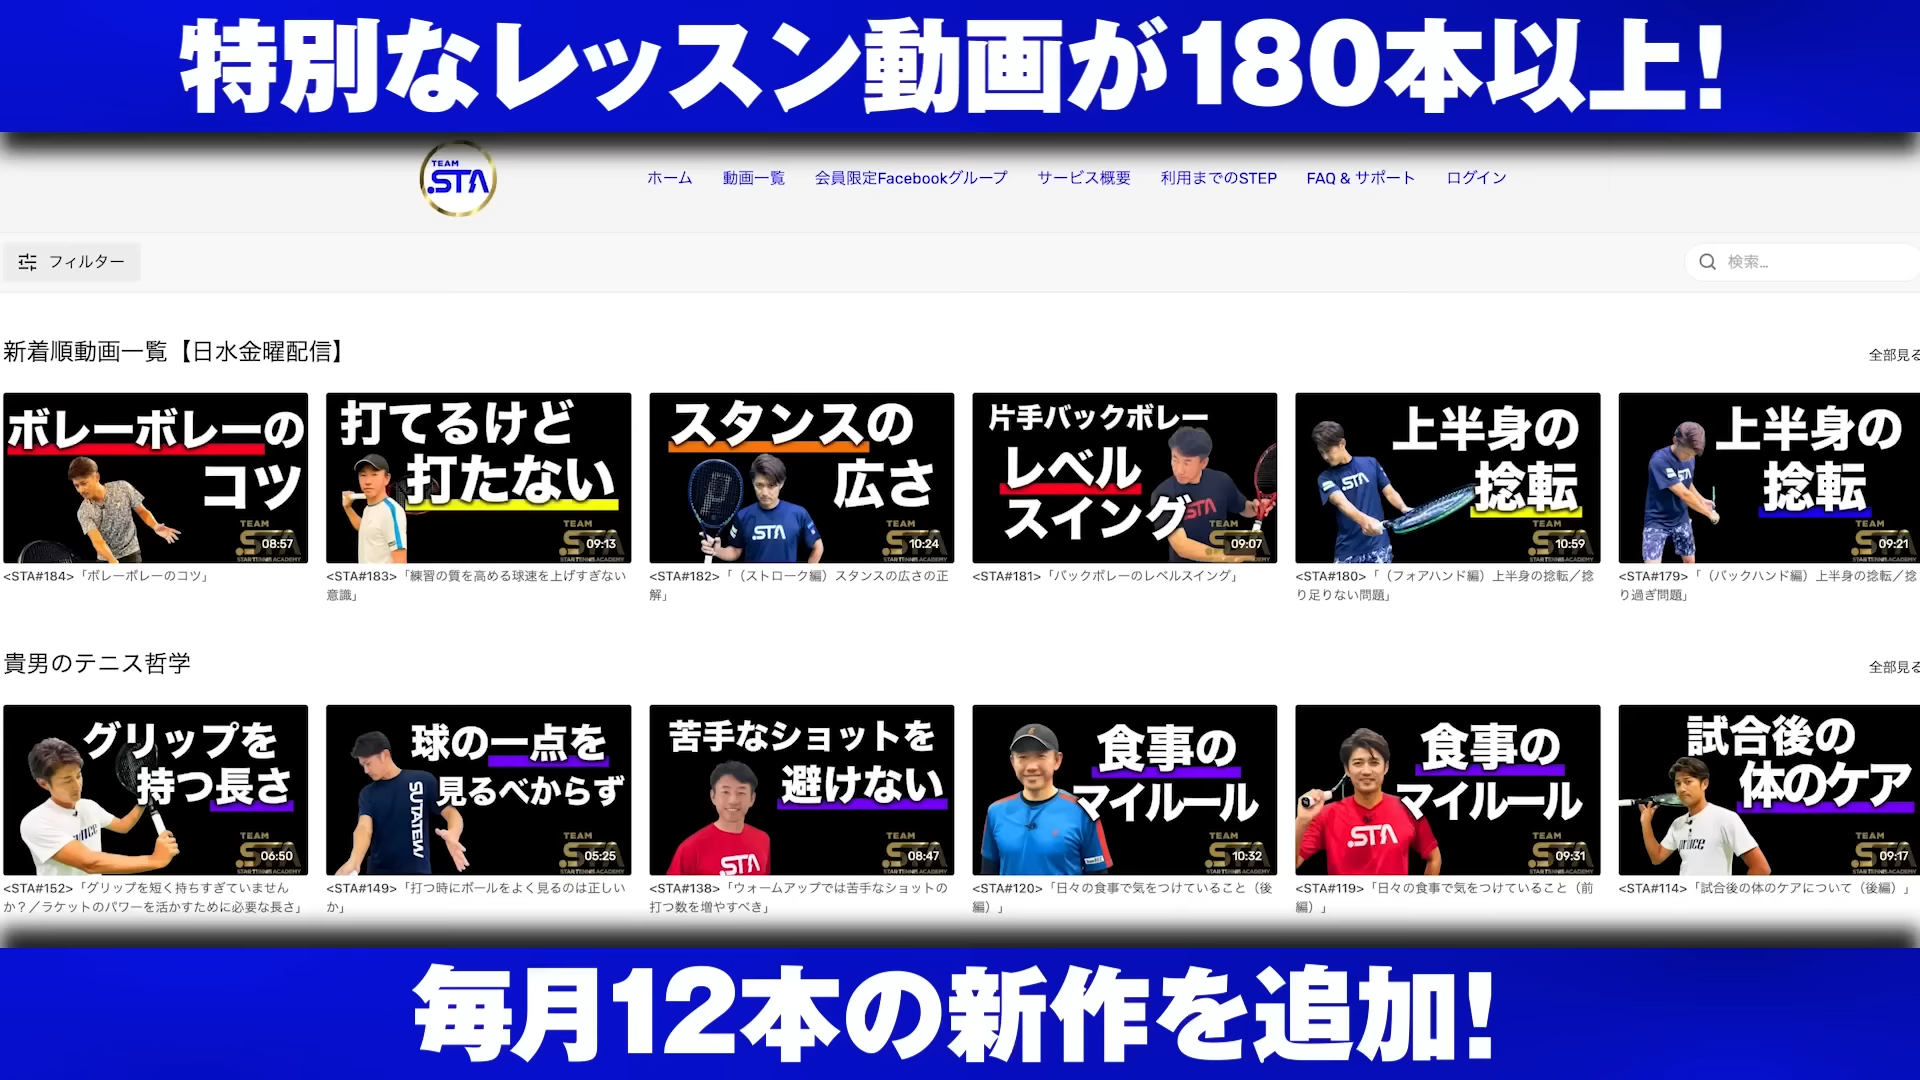 特別なレッスン動画が180本以上!
TEAM
.STA
ホーム 動画一覧 会員限定Facebookグループ サービス概要 利用までのSTEP FAQ & サポート ログイン
フィルター
検索...
新着順動画一覧【日水金曜配信】
全部見る
ボレーボレーの
コツ
TEAM
08:57
<STA#184>「ボレーボレーのコツ」
打てるけど
打たない
TEAM
09:13
<STA#183>「練習の質を高める球速を上げすぎない
意識」
スタンスの
広さ
STA
TEAM
10:24
<STA#182>「（ストローク編）スタンスの広さの正
解」
片手バックボレー
レベル
スイング
STA
TEAM
09:07
<STA#181>「バックボレーのレベルスイング」
上半身の
捻転
STA
TEAM
10:59
<STA#180>「（フォアハンド編）上半身の捻転／捻
り足りない問題」
上半身の
捻転
STA
TEAM
09:21
<STA#179>「（バックハンド編）上半身の捻転／捻
り過ぎ問題」
貴男のテニス哲学
全部見る
グリップを
持つ長さ
TEAM
06:50
<STA#152>「グリップを短く持ちすぎていません
か？／ラケットのパワーを活かすために必要な長さ」
球の一点を
見るべからず
TEAM
05:25
<STA#149>「打つ時にボールをよく見るのは正しい
か」
苦手なショットを
避けない
STA
TEAM
08:47
<STA#138>「ウォームアップでは苦手なショットの
打つ数を増やすべき」
食事の
マイルール
TEAM
10:32
<STA#120>「日々の食事で気をつけていること（後
編）」
食事の
マイルール
STA
TEAM
09:31
<STA#119>「日々の食事で気をつけていること（前
編）」
試合後の
体のケア
TEAM
09:17
<STA#114>「試合後の体のケアについて（後編）」
毎月12本の新作を追加!